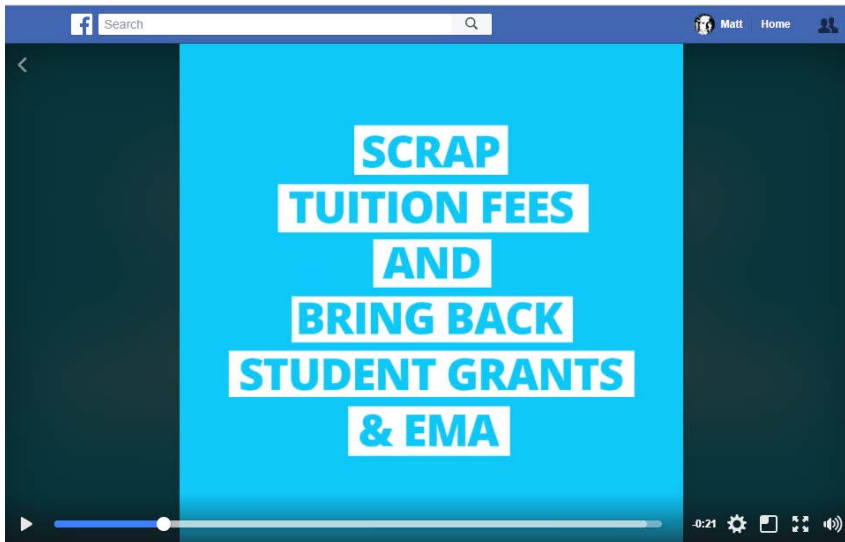 f Search
Matt Home
SCRAP
TUITION FEES
AND
BRING BACK
STUDENT GRANTS
& EMA
-0:21